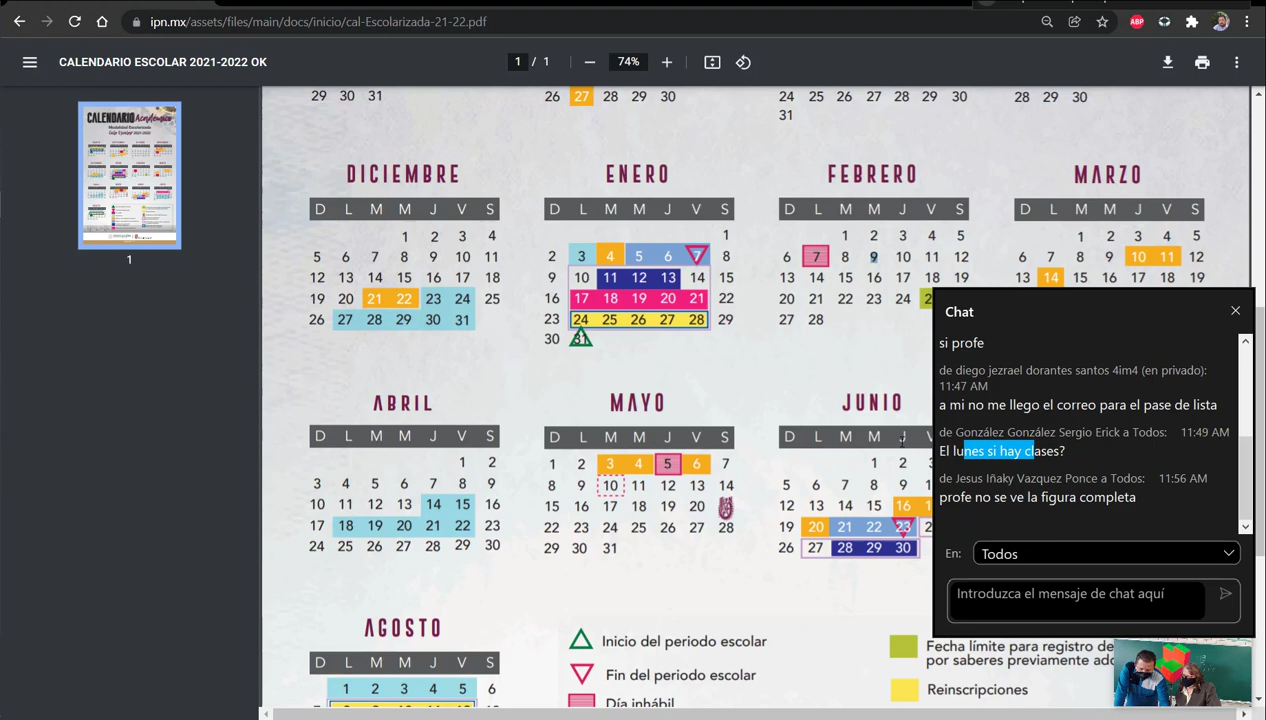 ipn.mx/assets/files/main/docs/inicio/cal-Escolarizada-21-22.pdf
ABP
CALENDARIO ESCOLAR 2021-2022 OK
1 / 1
74%
CALENDARIO Académico
1
29 30 31
26 27 28 29 30
24 25 26 27 28 29 30
31
28 29 30
DICIEMBRE
D L M M J V S
1 2 3 4
5 6 7 8 9 10 11
12 13 14 15 16 17 18
19 20 21 22 23 24 25
26 27 28 29 30 31
ENERO
D L M M J V S
1
2 3 4 5 6 7 8
9 10 11 12 13 14 15
16 17 18 19 20 21 22
23 24 25 26 27 28 29
30 31
FEBRERO
D L M M J V S
1 2 3 4 5
6 7 8 9 10 11 12
13 14 15 16 17 18 19
20 21 22 23 24
27 28
MARZO
D L M M J V S
1 2 3 4 5
6 7 8 9 10 11 12
13 14 15 16 17 18 19
ABRIL
D L M M J V S
1 2
3 4 5 6 7 8 9
10 11 12 13 14 15 16
17 18 19 20 21 22 23
24 25 26 27 28 29 30
MAYO
D L M M J V S
1 2 3 4 5 6 7
8 9 10 11 12 13 14
15 16 17 18 19 20
22 23 24 25 26 27 28
29 30 31
JUNIO
D L M M J V
1 2 3
5 6 7 8 9
12 13 14 15 16
19 20 21 22 23
26 27 28 29 30
AGOSTO
D L M M J V S
1 2 3 4 5 6
Inicio del periodo escolar
Fin del periodo escolar
Día inhábil
Fecha límite para registro de
por saberes previamente
Reinscripciones
Chat
si profe
de diego jezrael dorantes santos 4im4 (en privado):
11:47 AM
a mi no me llego el correo para el pase de lista
de González González Sergio Erick a Todos: 11:49 AM
El lunes si hay clases?
de Jesus Iñaky Vazquez Ponce a Todos: 11:56 AM
profe no se ve la figura completa
En: Todos
Introduzca el mensaje de chat aquí